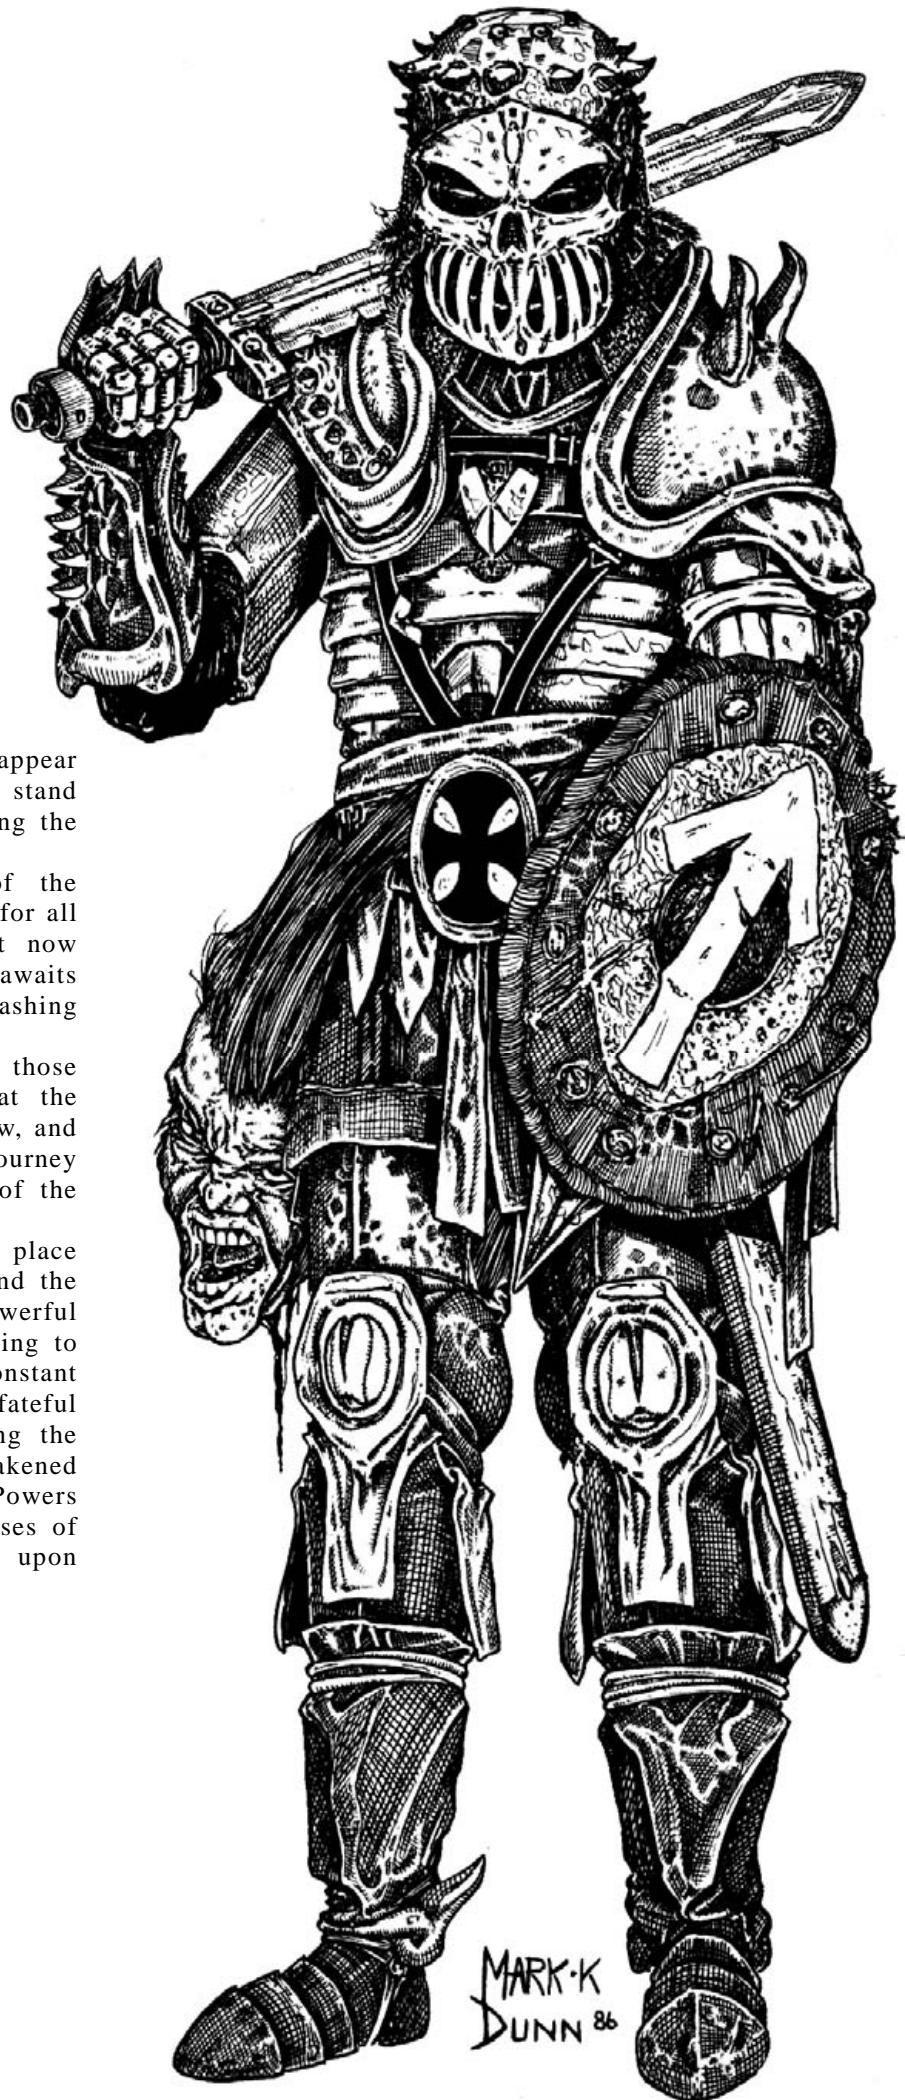 appear
stand
ng the
of the
for all
t now
awaits
ashing
those
at the
w, and
ourney
of the
place
nd the
werful
ing to
onstant
fateful
ng the
akened
Powers
ses of
upon
MARK·K
DUNN 86